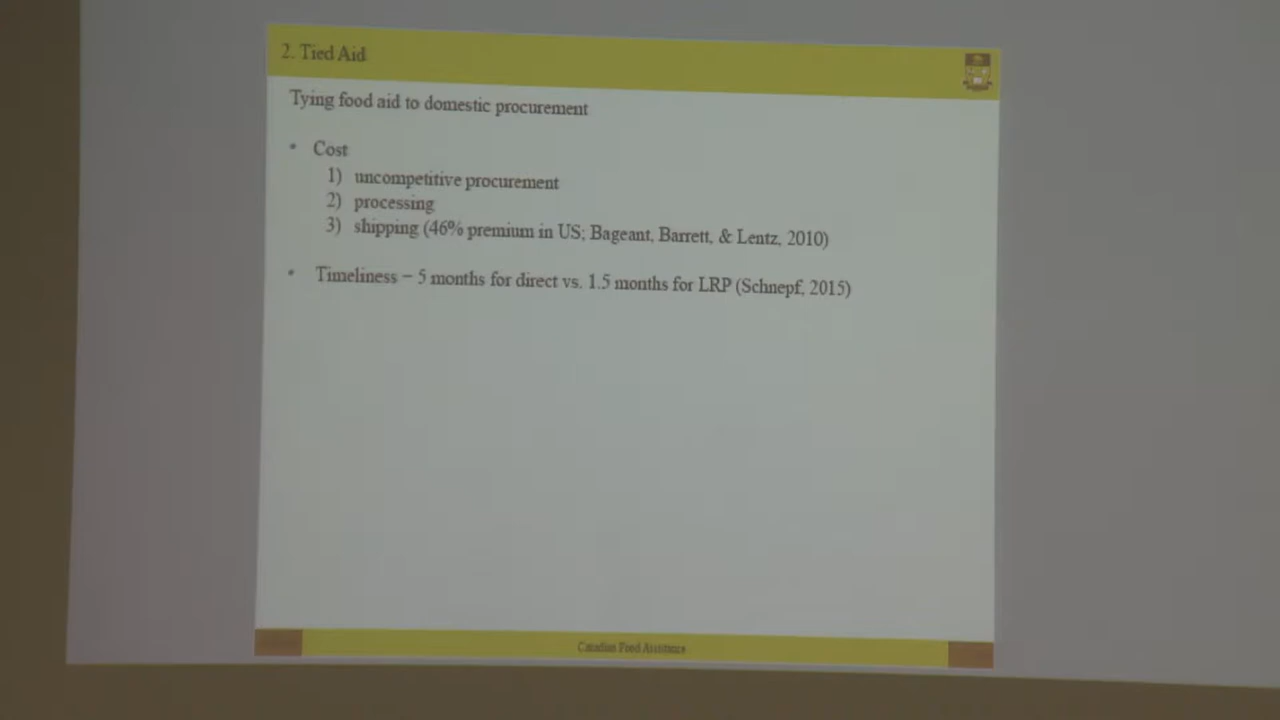 2. Tied Aid
Tying food aid to domestic procurement
• Cost
1) uncompetitive procurement
2) processing
3) shipping (46% premium in US; Bageant, Barrett, & Lentz, 2010)
• Timeliness – 5 months for direct vs. 1.5 months for LRP (Schnepf, 2015)
Canadian Food Assistance